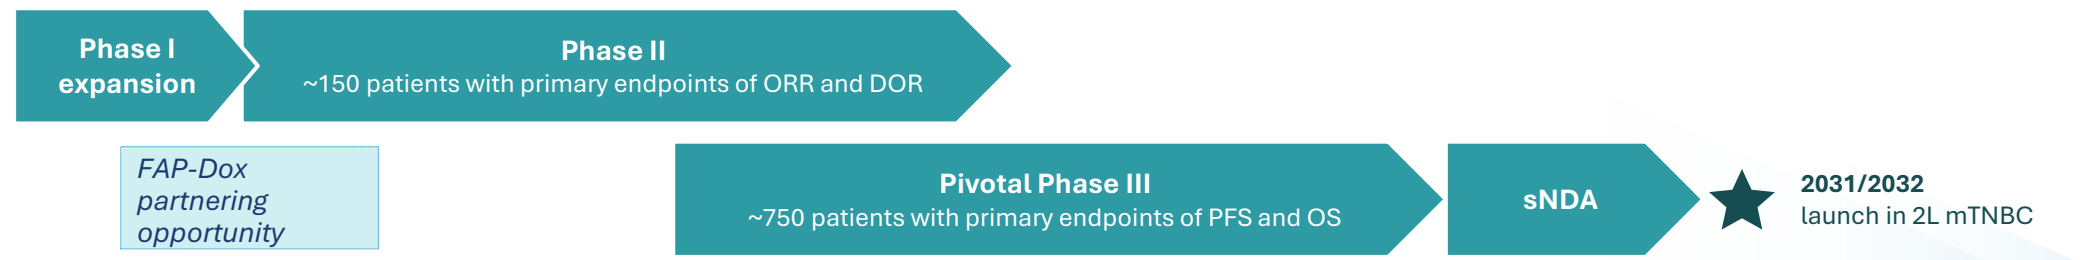 Phase I
expansion
Phase II
~150 patients with primary endpoints of ORR and DOR
FAP-Dox
partnering
opportunity
Pivotal Phase III
~750 patients with primary endpoints of PFS and OS
sNDA
2031/2032
launch in 2L mTNBC